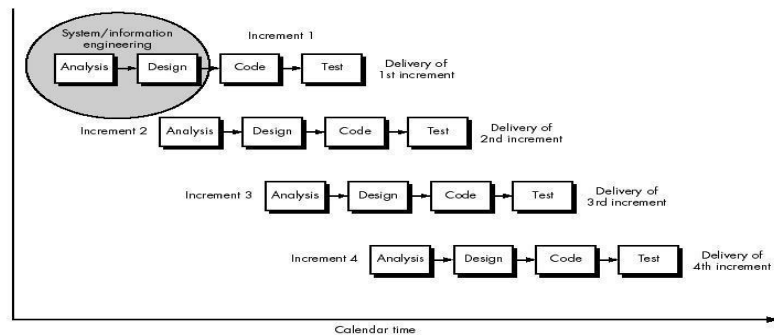 System/information
engineering
Increment 1
Analysis
Design
Code
Test
Delivery of
1st increment
Increment 2
Analysis
Design
Code
Test
Delivery of
2nd increment
Increment 3
Analysis
Design
Code
Test
Delivery of
3rd increment
Increment 4
Analysis
Design
Code
Test
Delivery of
4th increment
Calendar time